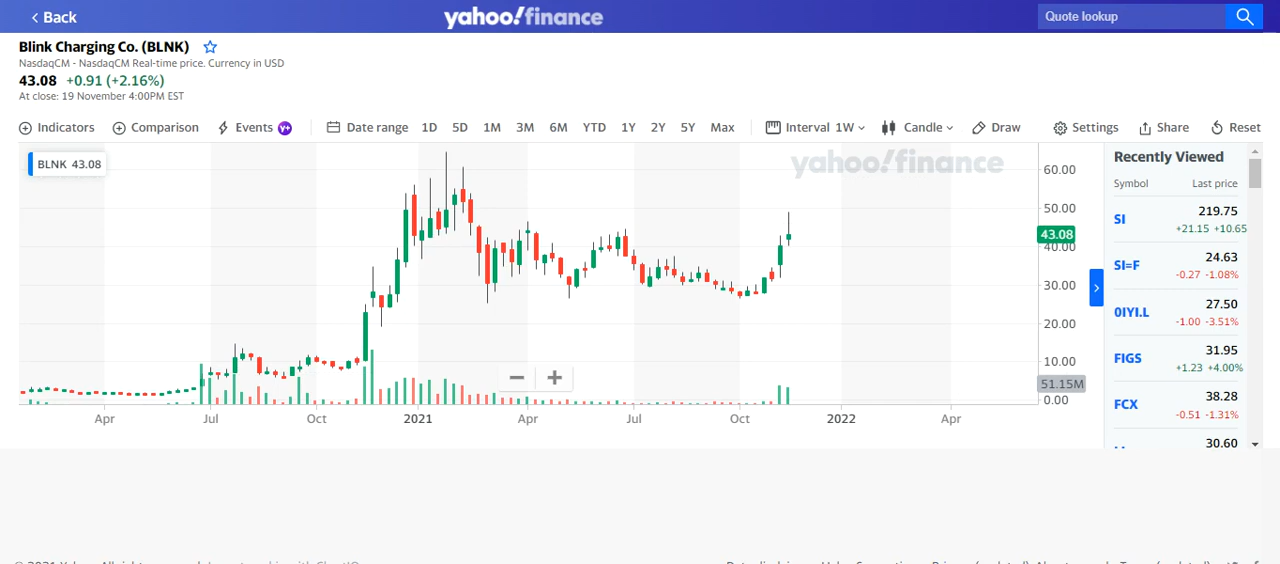 Back
yahoo!finance
Quote lookup
Blink Charging Co. (BLNK)
NasdaqCM - NasdaqCM Real-time price. Currency in USD
43.08 +0.91 (+2.16%)
At close: 19 November 4:00PM EST
Indicators Comparison Events Y+ Date range 1D 5D 1M 3M 6M YTD 1Y 2Y 5Y Max Interval 1W Candle Draw Settings Share Reset
BLNK 43.08
yahoo!finance
60.00
50.00
43.08
40.00
30.00
20.00
10.00
51.15M
0.00
Apr Jul Oct 2021 Apr Jul Oct 2022 Apr
Recently Viewed
Symbol Last price
SI 219.75
+21.15 +10.65
SI=F 24.63
-0.27 -1.08%
0IYI.L 27.50
-1.00 -3.51%
FIGS 31.95
+1.23 +4.00%
FCX 38.28
-0.51 -1.31%
30.60